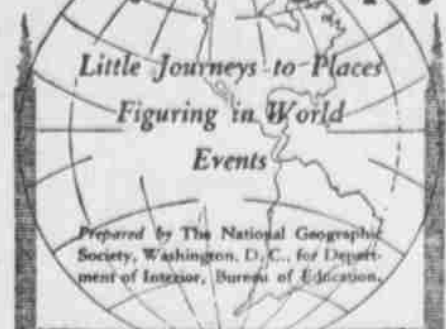 Little Journeys to Places
Figuring in World
Events
Prepared by The National Geographic
Society, Washington, D. C., for Depart-
ment of Interior, Bureau of Education.